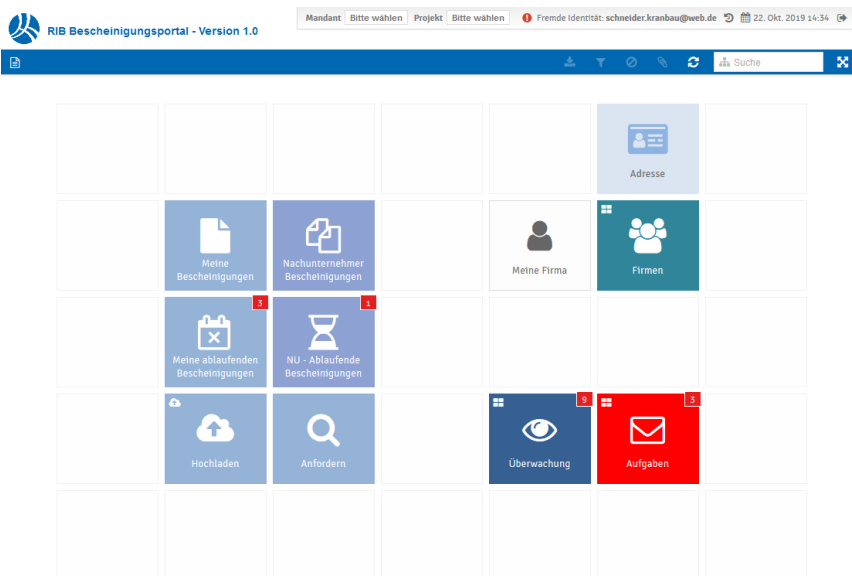 Mandant Bitte wählen Projekt Bitte wählen Fremde Identität: schneider.kranbau@web.de 22. Okt. 2019 14:34
RIB Bescheinigungsportal - Version 1.0
Suche
Adresse
Meine
Bescheinigungen
Nachunternehmer
Bescheinigungen
Meine Firma
Firmen
3
Meine ablaufenden
Bescheinigungen
1
NU - Ablaufende
Bescheinigungen
Hochladen
Anfordern
9
Überwachung
3
Aufgaben